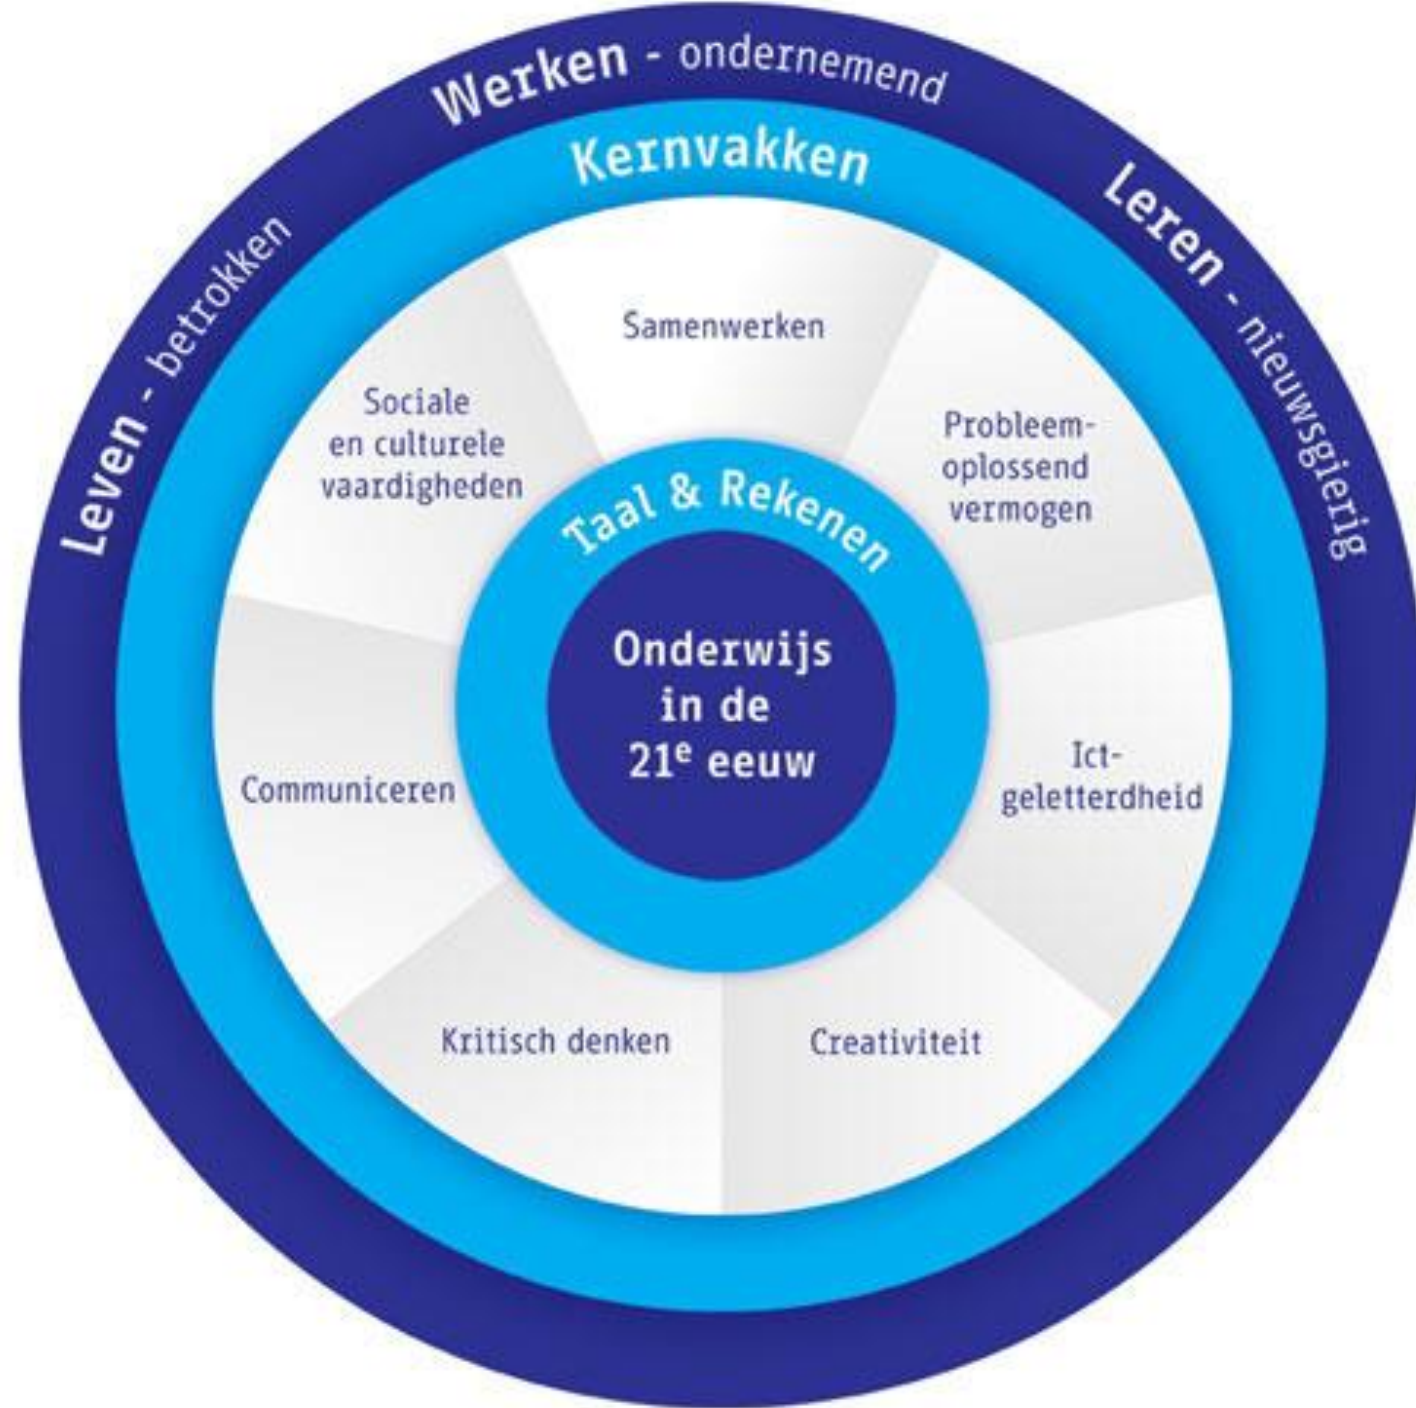 Werken - ondernemend
Leren - nieuwsgierig
Leven - betrokken
Kernvakken
Samenwerken
Probleem-
oplossend
vermogen
Ict-
geletterdheid
Creativiteit
Kritisch denken
Communiceren
Sociale
en culturele
vaardigheden
Taal & Rekenen
Onderwijs
in de
21e eeuw